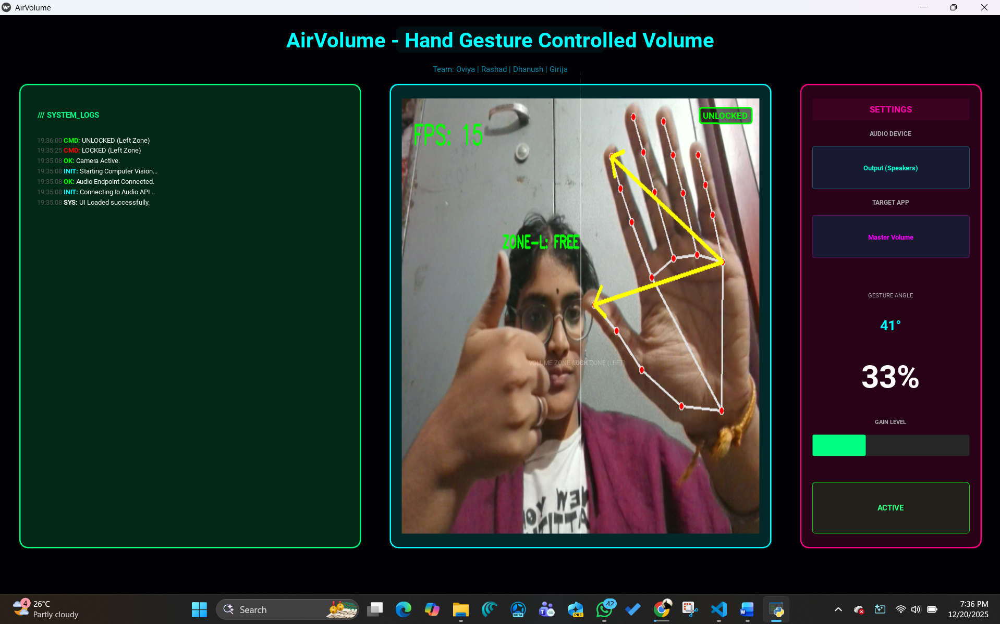 AirVolume
AirVolume - Hand Gesture Controlled Volume
Team: Oviya | Rashad | Dhanush | Girija
/// SYSTEM_LOGS
19:36:00 CMD: UNLOCKED (Left Zone)
19:35:25 CMD: LOCKED (Left Zone)
19:35:08 OK: Camera Active.
19:35:08 INIT: Starting Computer Vision...
19:35:08 OK: Audio Endpoint Connected.
19:35:08 INIT: Connecting to Audio API...
19:35:08 SYS: UI Loaded successfully.
FPS: 15
UNLOCKED
ZONE-L: FREE
VOLUME ZONE (RIGHT)
LOCK ZONE (LEFT)
NEW Y
SETTINGS
AUDIO DEVICE
Output (Speakers)
TARGET APP
Master Volume
GESTURE ANGLE
41°
33%
GAIN LEVEL
ACTIVE
4
26°C
Partly cloudy
Search
BETA
PRE
42
7:36 PM
12/20/2025